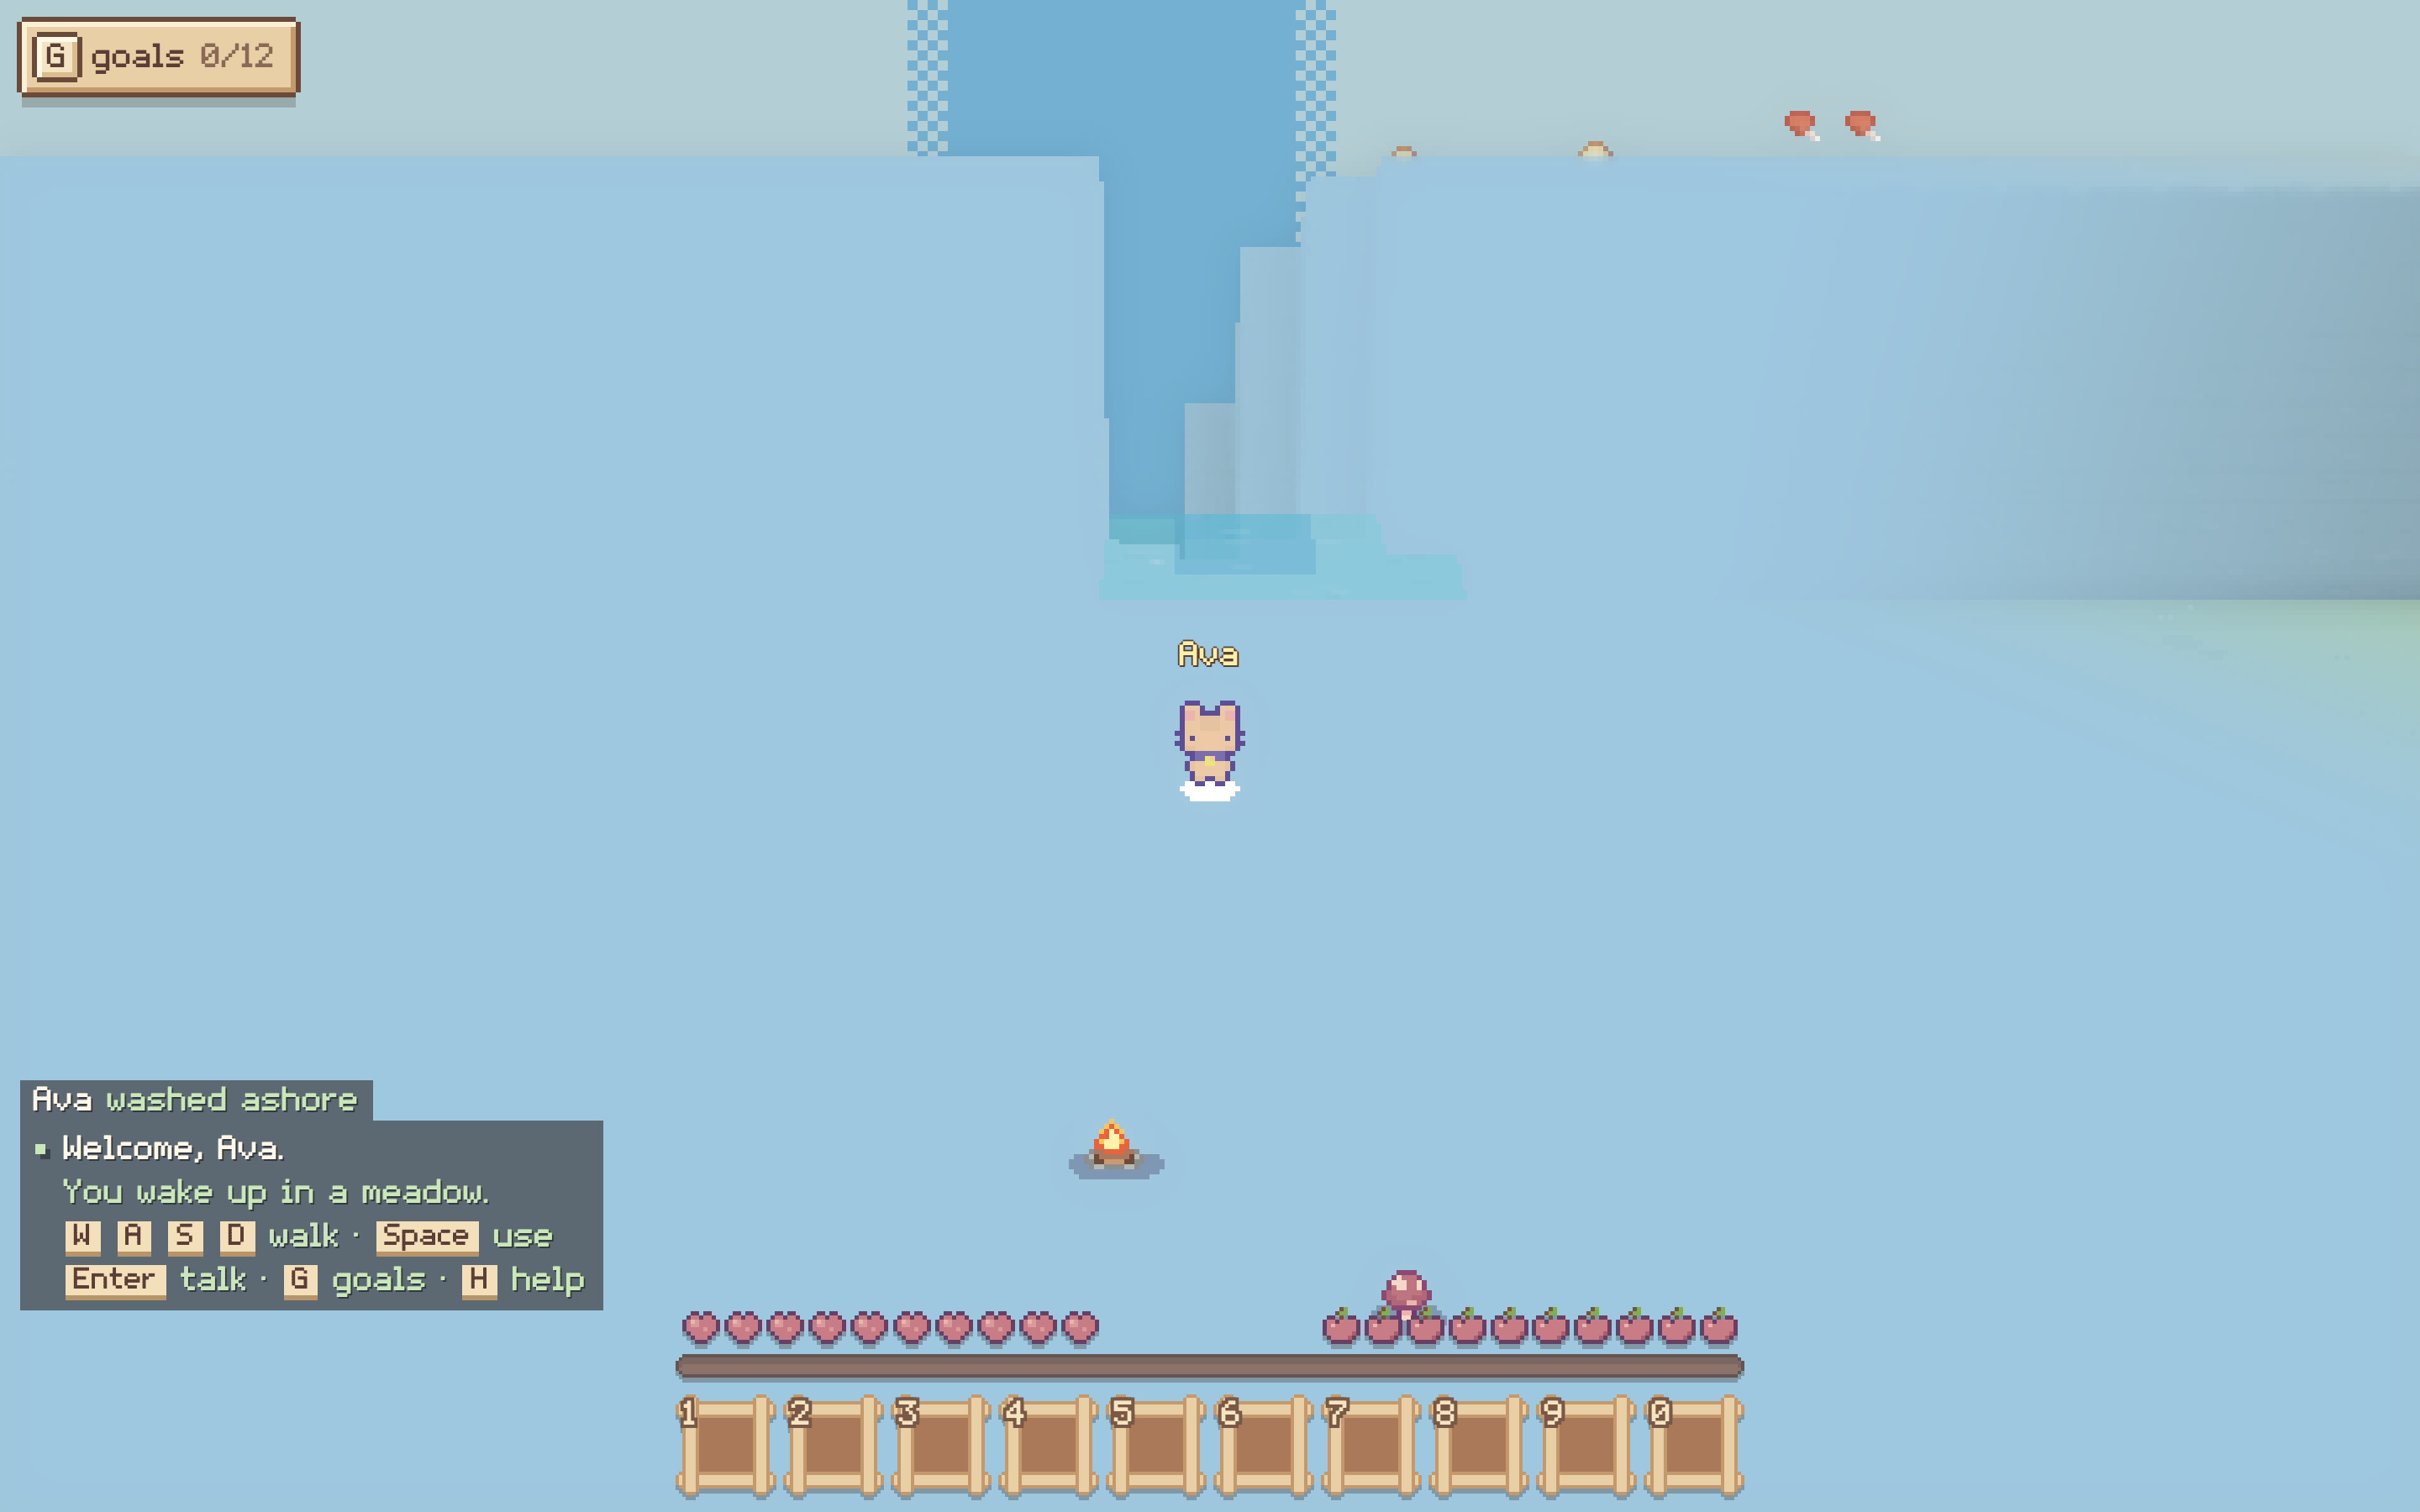 G goals 0/12
Ava
Ava washed ashore
Welcome, Ava.
You wake up in a meadow.
W A S D walk · Space use
Enter talk · G goals · H help
1 2 3 4 5 6 7 8 9 0